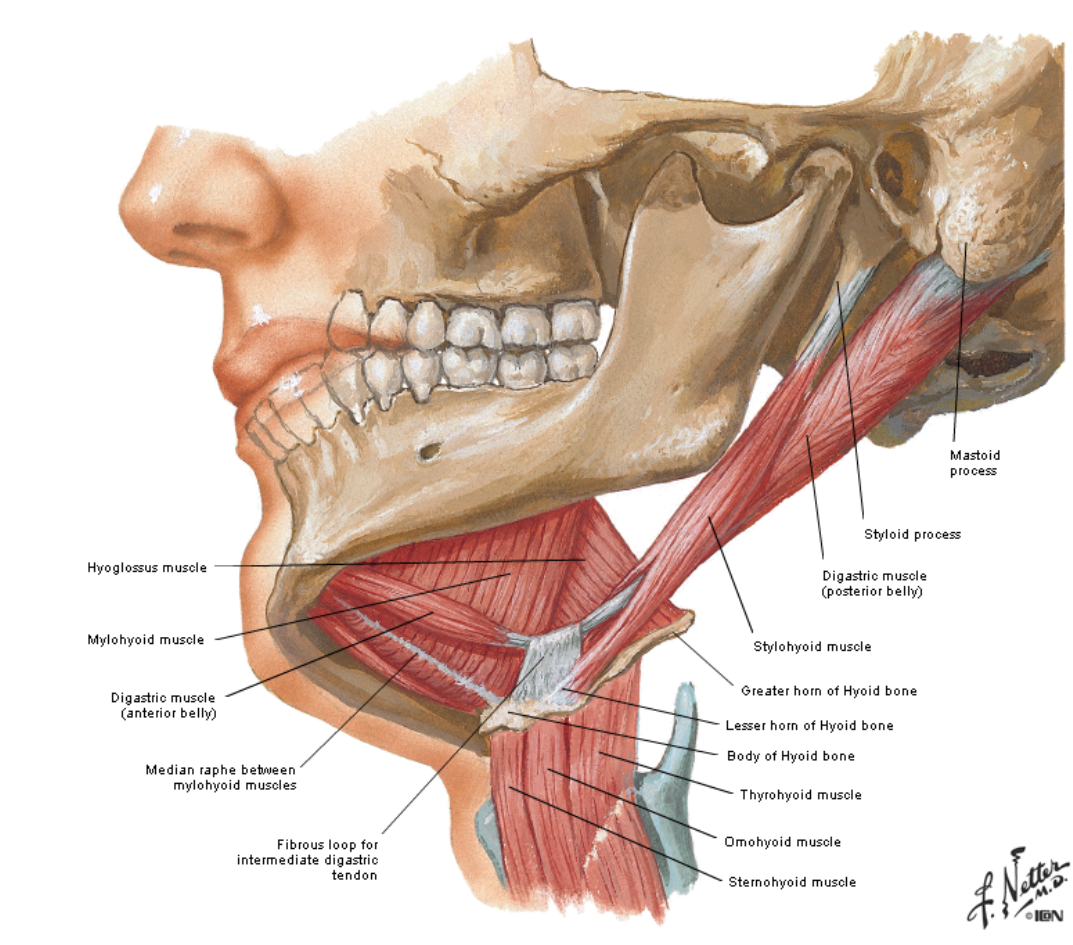 Mastoid
process
Styloid process
Hyoglossus muscle
Digastric muscle
(posterior belly)
Mylohyoid muscle
Stylohyoid muscle
Digastric muscle
(anterior belly)
Greater horn of Hyoid bone
Lesser horn of Hyoid bone
Body of Hyoid bone
Median raphe between
mylohyoid muscles
Thyrohyoid muscle
Omohyoid muscle
Fibrous loop for
intermediate digastric
tendon
Sternohyoid muscle
F. Netter
M.D.
© ICON